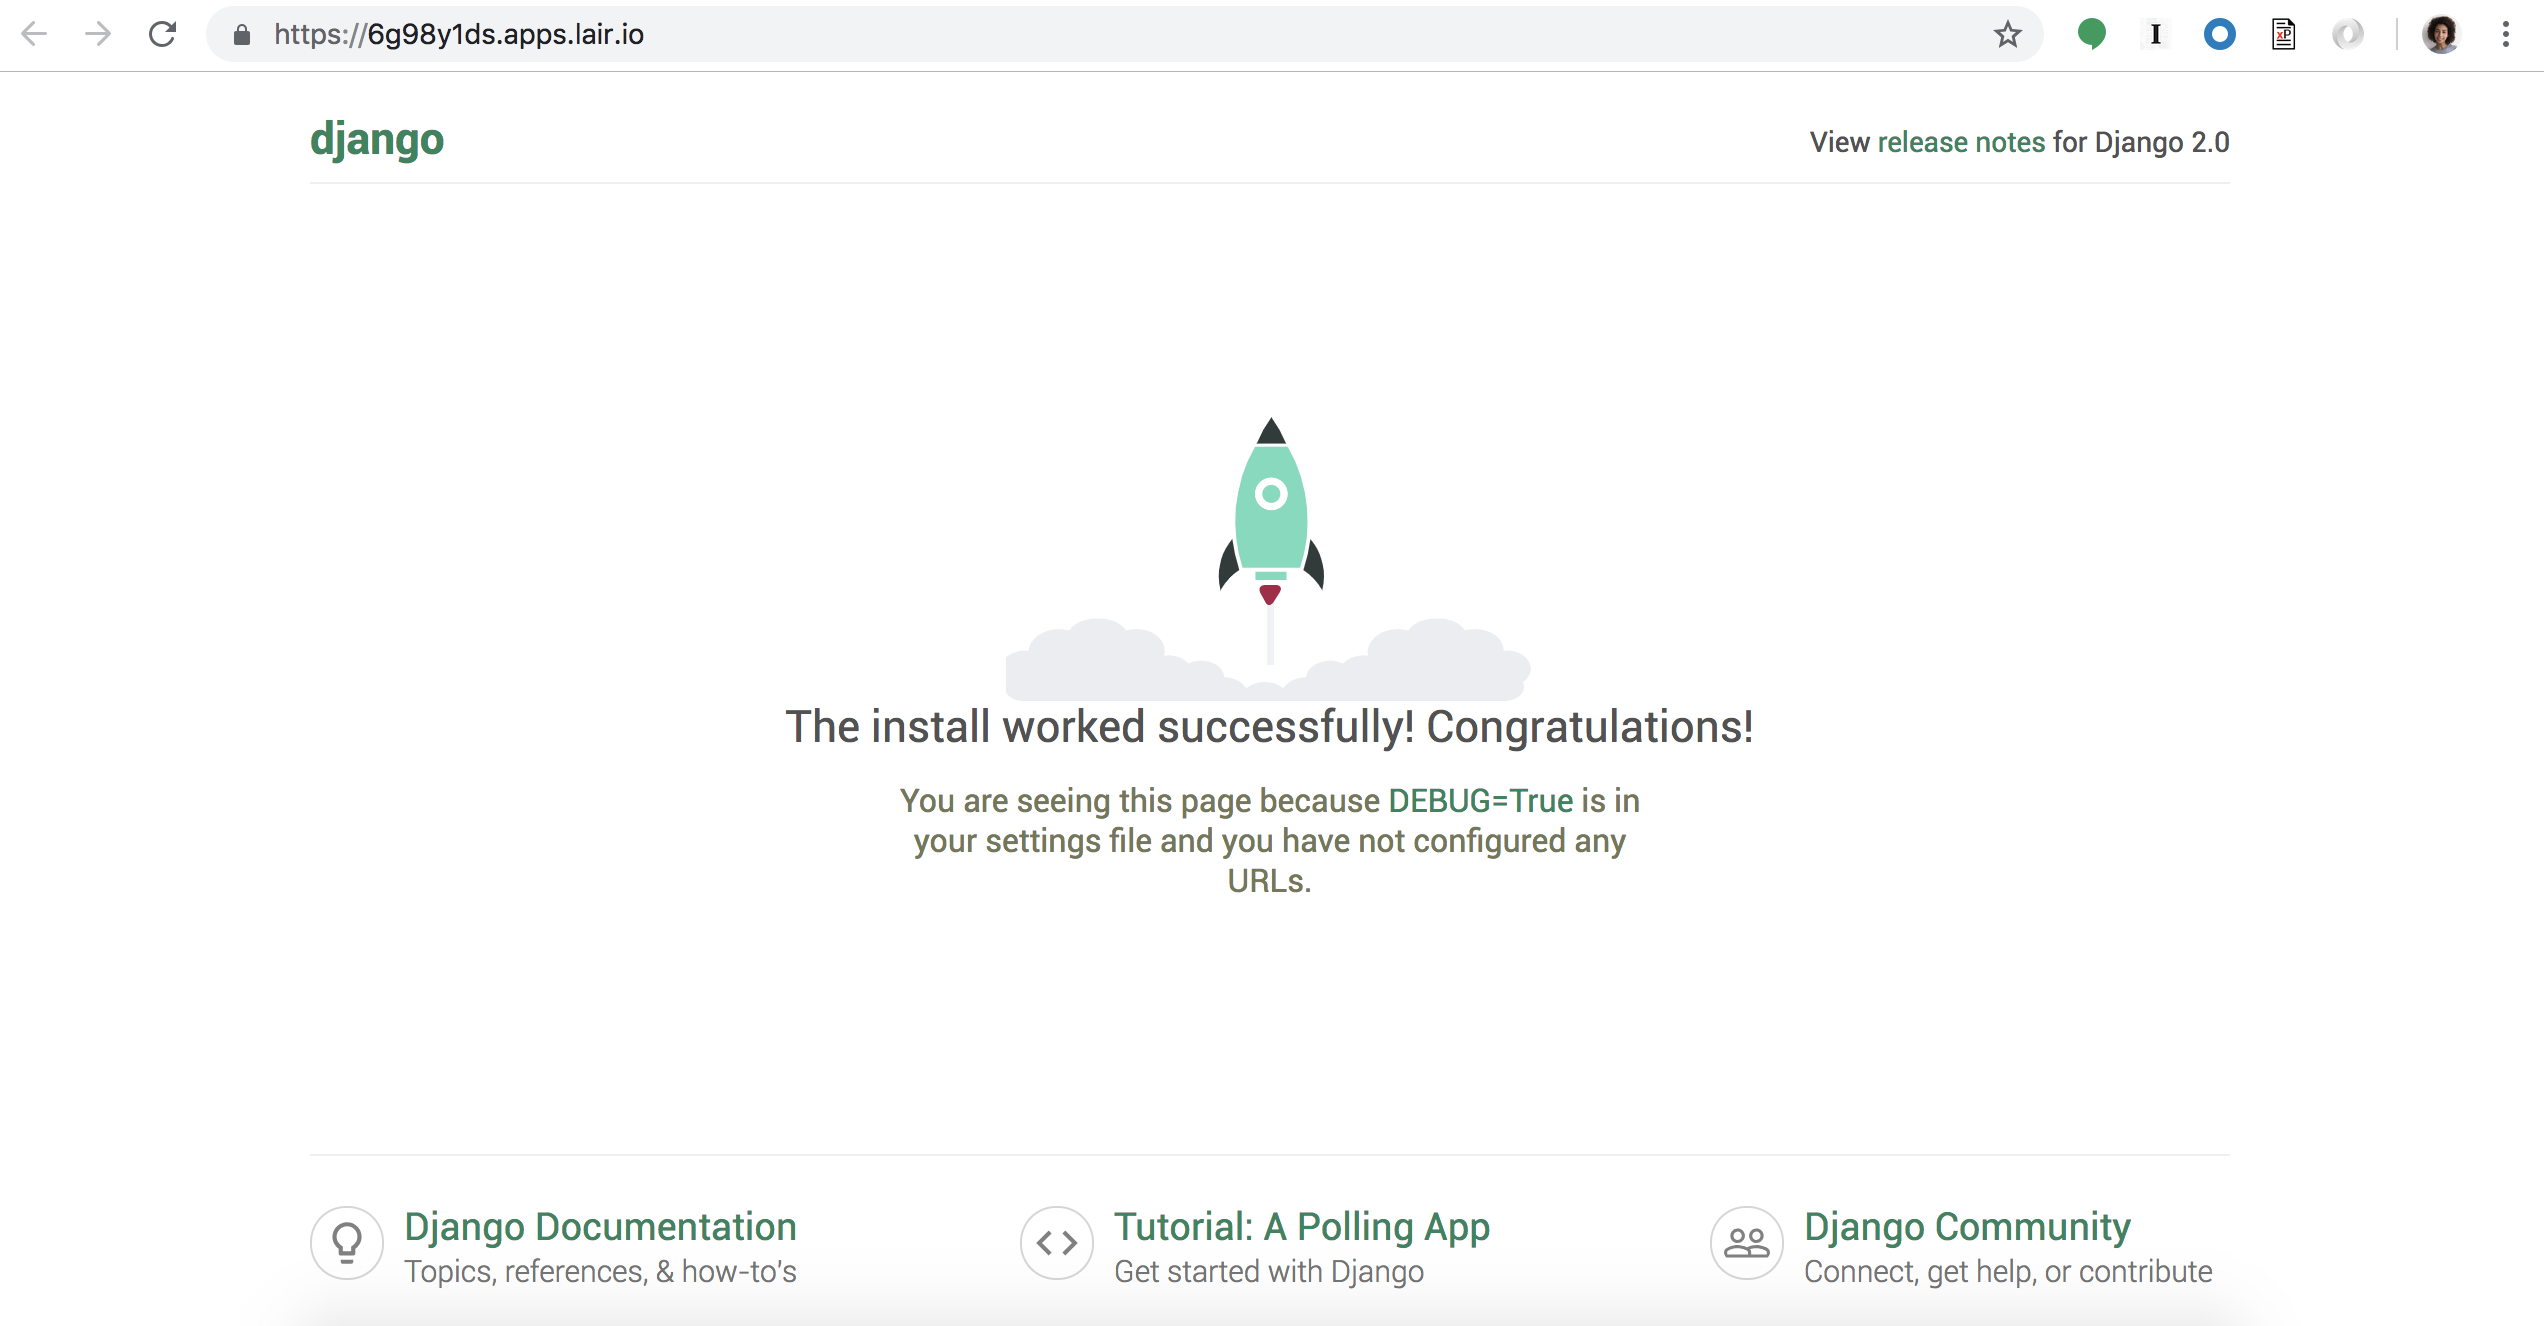 https://6g98y1ds.apps.lair.io
I
xP
django
View release notes for Django 2.0
The install worked successfully! Congratulations!
You are seeing this page because DEBUG=True is in
your settings file and you have not configured any
URLs.
Django Documentation
Topics, references, & how-to's
Tutorial: A Polling App
Get started with Django
Django Community
Connect, get help, or contribute